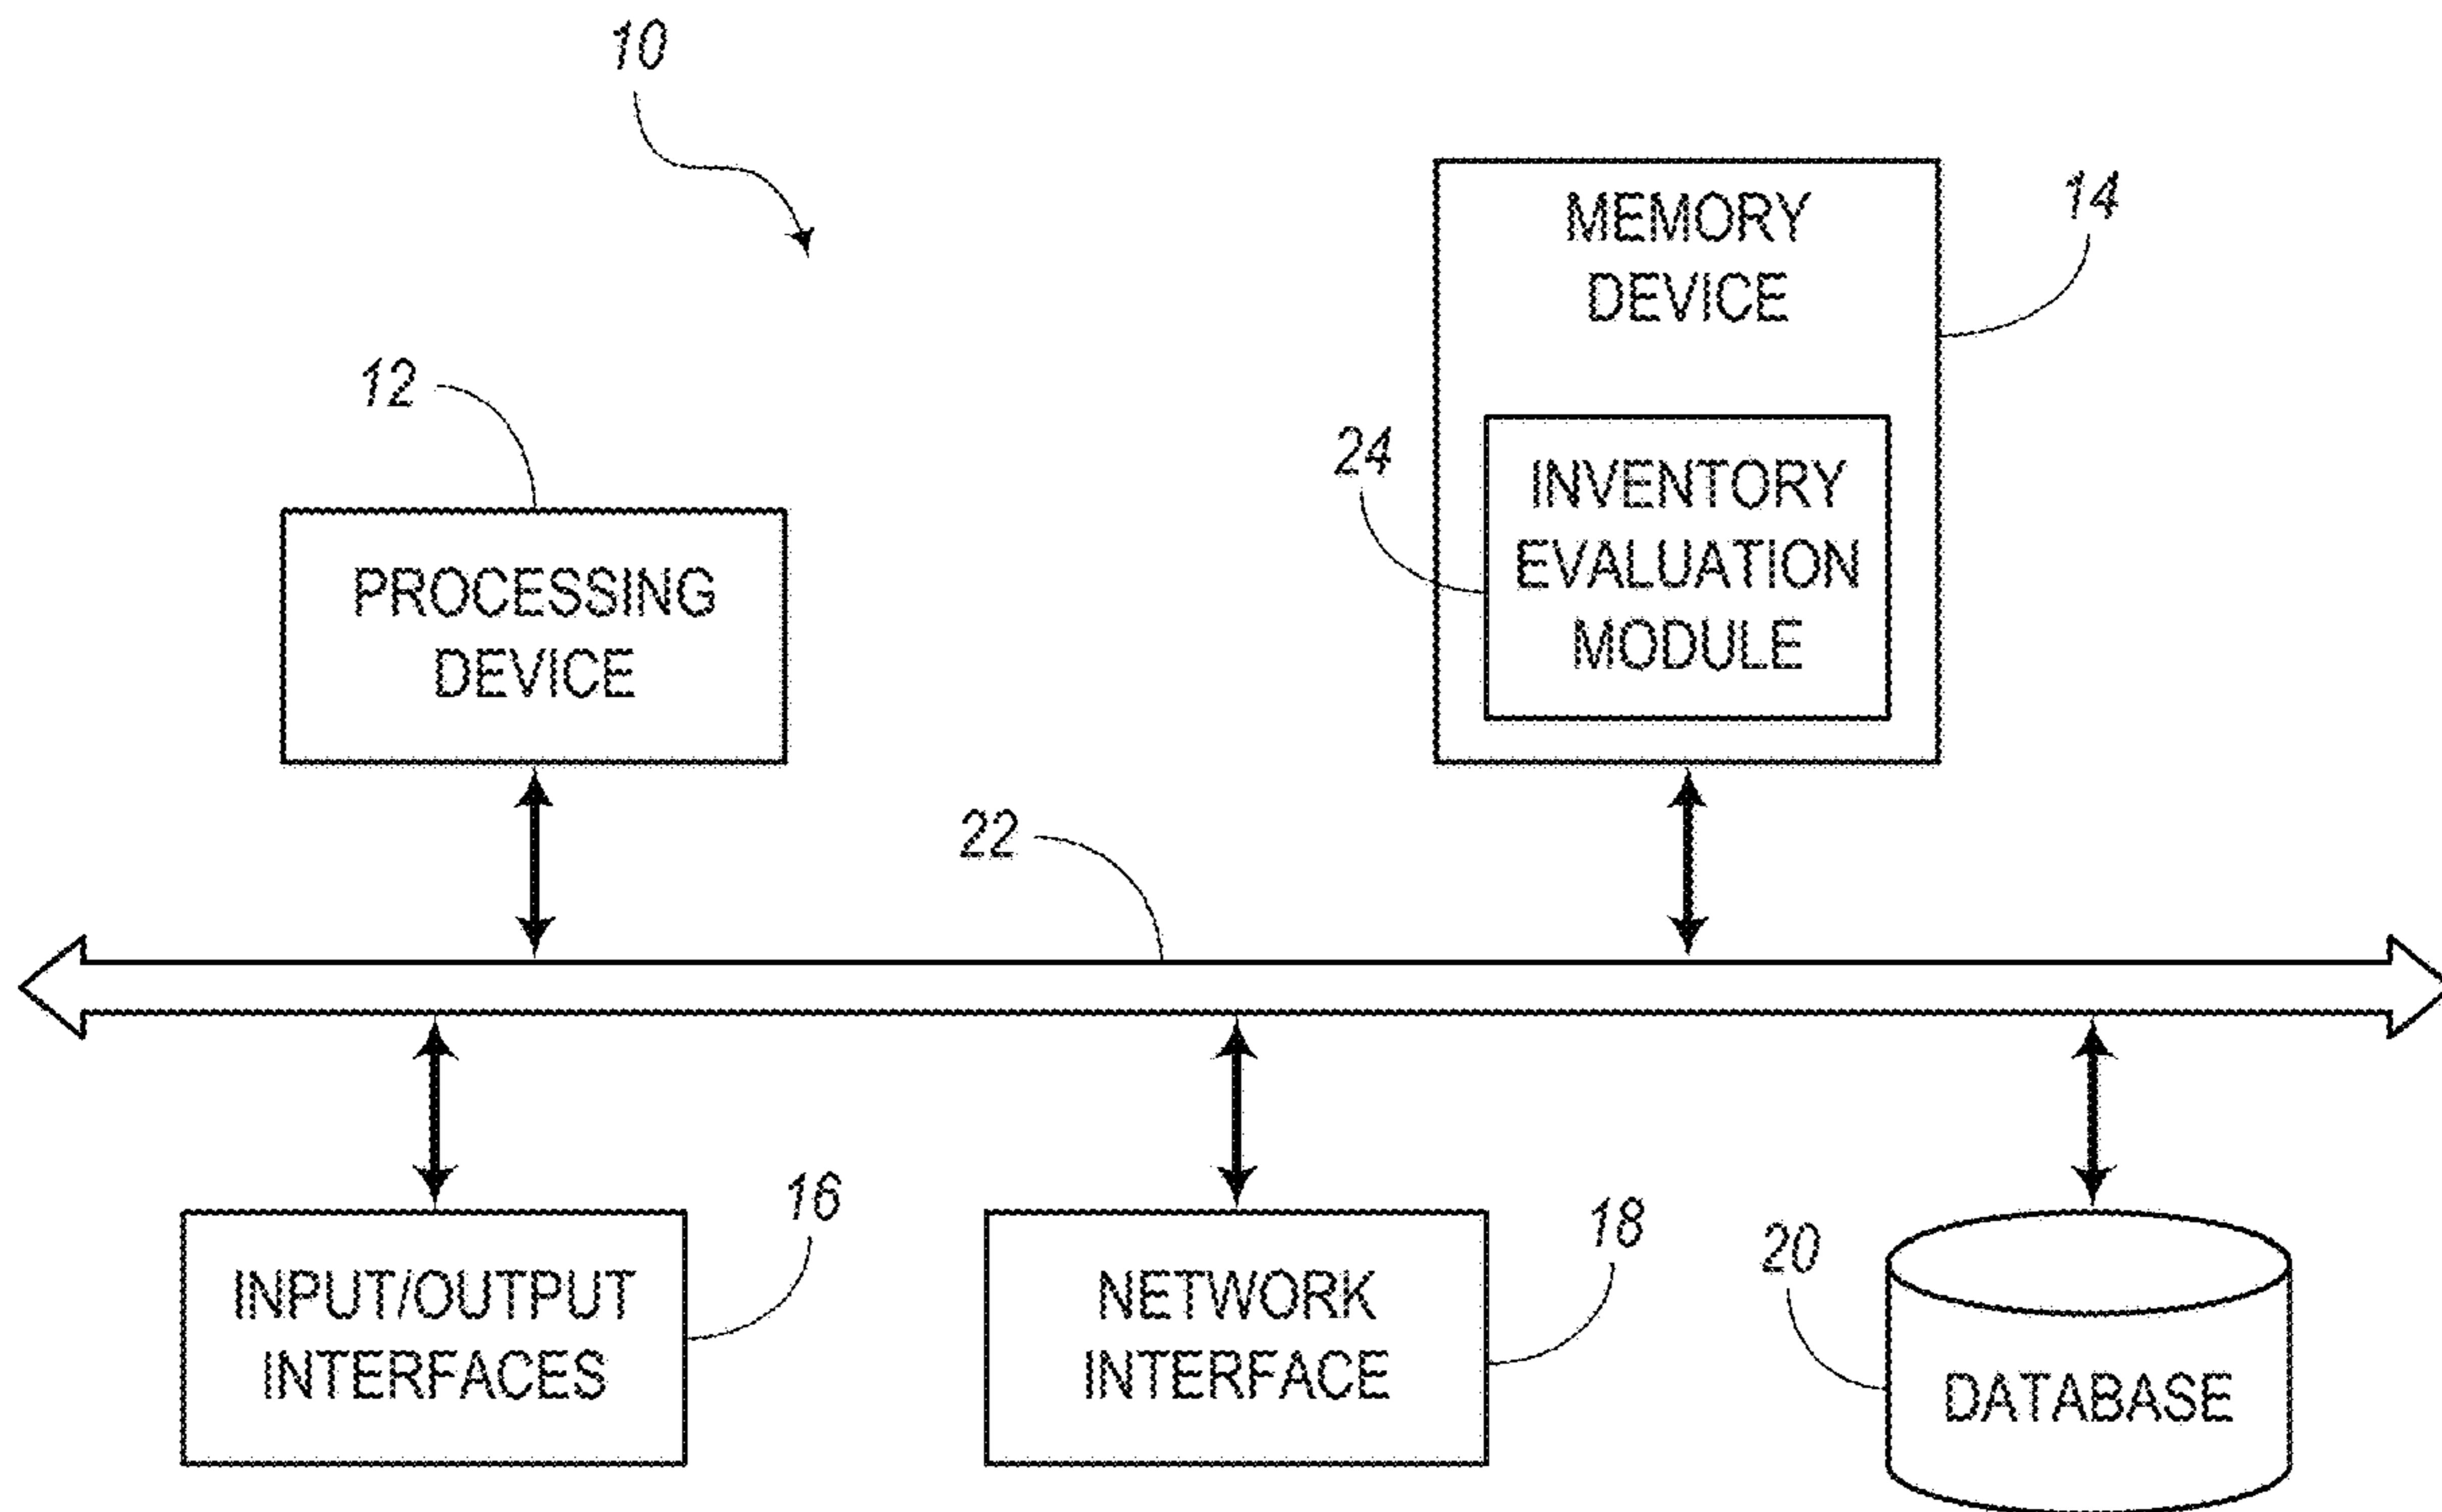 10
MEMORY
DEVICE
14
12
24
INVENTORY
EVALUATION
MODULE
PROCESSING
DEVICE
22
16
INPUT/OUTPUT
INTERFACES
18
NETWORK
INTERFACE
20
DATABASE